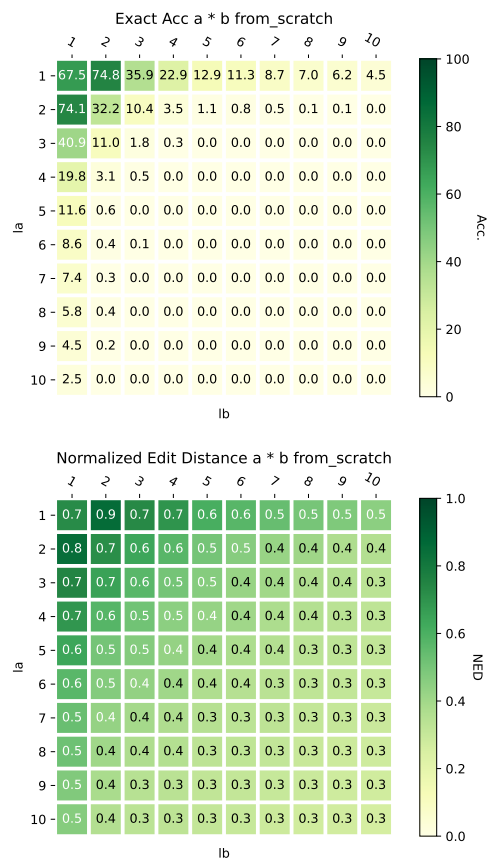 Exact Acc a * b from_scratch
1 2 3 4 5 6 7 8 9 10
1 67.5 74.8 35.9 22.9 12.9 11.3 8.7 7.0 6.2 4.5
2 74.1 32.2 10.4 3.5 1.1 0.8 0.5 0.1 0.1 0.0
3 40.9 11.0 1.8 0.3 0.0 0.0 0.0 0.0 0.0 0.0
4 19.8 3.1 0.5 0.0 0.0 0.0 0.0 0.0 0.0 0.0
5 11.6 0.6 0.0 0.0 0.0 0.0 0.0 0.0 0.0 0.0
6 8.6 0.4 0.1 0.0 0.0 0.0 0.0 0.0 0.0 0.0
7 7.4 0.3 0.0 0.0 0.0 0.0 0.0 0.0 0.0 0.0
8 5.8 0.4 0.0 0.0 0.0 0.0 0.0 0.0 0.0 0.0
9 4.5 0.2 0.0 0.0 0.0 0.0 0.0 0.0 0.0 0.0
10 2.5 0.0 0.0 0.0 0.0 0.0 0.0 0.0 0.0 0.0
la
lb
100
80
60
40
20
0
Acc.
Normalized Edit Distance a * b from_scratch
1 2 3 4 5 6 7 8 9 10
1 0.7 0.9 0.7 0.7 0.6 0.6 0.5 0.5 0.5 0.5
2 0.8 0.7 0.6 0.6 0.5 0.5 0.4 0.4 0.4 0.4
3 0.7 0.7 0.6 0.5 0.5 0.4 0.4 0.4 0.4 0.3
4 0.7 0.6 0.5 0.5 0.4 0.4 0.4 0.4 0.3 0.3
5 0.6 0.5 0.5 0.4 0.4 0.4 0.4 0.3 0.3 0.3
6 0.6 0.5 0.4 0.4 0.4 0.4 0.3 0.3 0.3 0.3
7 0.5 0.4 0.4 0.4 0.3 0.3 0.3 0.3 0.3 0.3
8 0.5 0.4 0.4 0.4 0.3 0.3 0.3 0.3 0.3 0.3
9 0.5 0.4 0.3 0.3 0.3 0.3 0.3 0.3 0.3 0.3
10 0.5 0.4 0.3 0.3 0.3 0.3 0.3 0.3 0.3 0.3
la
lb
1.0
0.8
0.6
0.4
0.2
0.0
NED